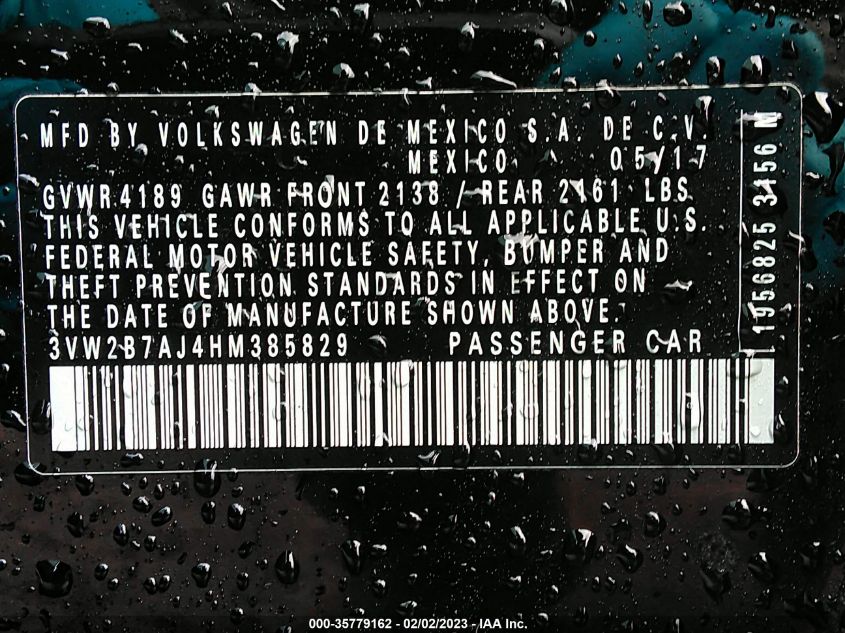 MFD BY VOLKSWAGEN DE MEXICO S.A. DE C.V.
MEXICO 05/17
GVWR 4189 GAWR FRONT 2138 / REAR 2161 LBS
THIS VEHICLE CONFORMS TO ALL APPLICABLE U.S.
FEDERAL MOTOR VEHICLE SAFETY, BUMPER AND
THEFT PREVENTION STANDARDS IN EFFECT ON
THE DATE OF MANUFACTURE SHOWN ABOVE.
3VW2B7AJ4HM385829 PASSENGER CAR
1956825 3456 M
000-35779162 - 02/02/2023 - IAA Inc.